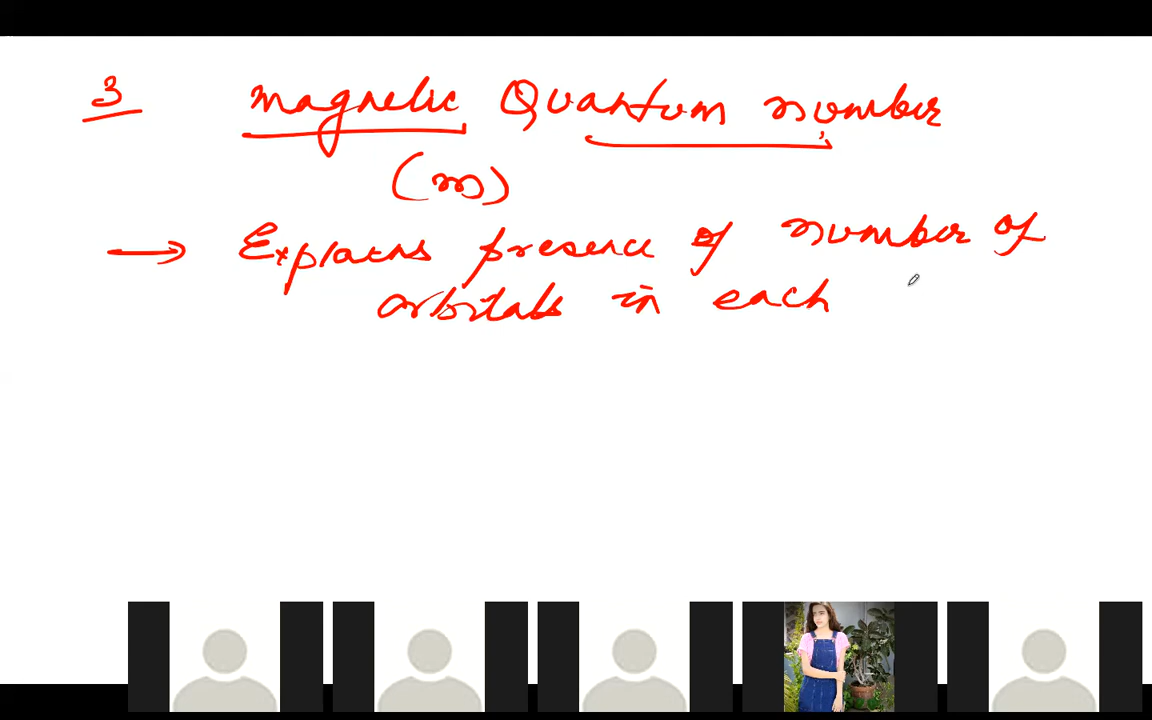 3 Magnetic Quantum number
(m)
→ Explains presence of number of
orbitals in each